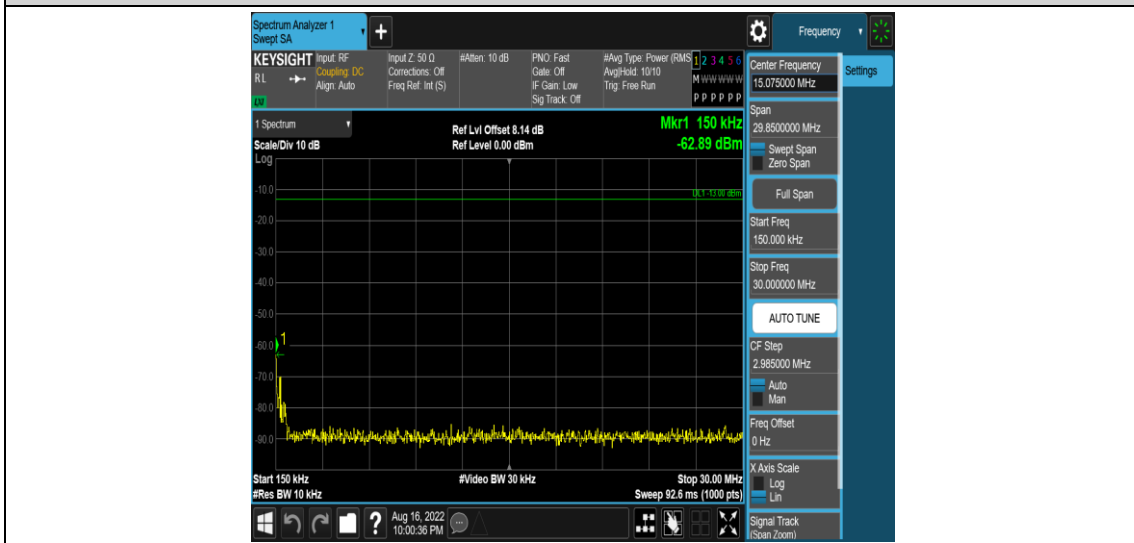 Spectrum Analyzer 1
Swept SA
+
Frequency
KEYSIGHT
RL
LXI
Input: RF
Coupling: DC
Align: Auto
Input Z: 50 Ω
Corrections: Off
Freq Ref: Int (S)
#Atten: 10 dB
PNO: Fast
Gate: Off
IF Gain: Low
Sig Track: Off
#Avg Type: Power (RMS
Avg|Hold: 10/10
Trig: Free Run
1 2 3 4 5 6
M W W W W W
P P P P P P
1 Spectrum
Scale/Div 10 dB
Log
Ref Lvl Offset 8.14 dB
Ref Level 0.00 dBm
Mkr1 150 kHz
-62.89 dBm
DL1 -13.00 dBm
-10.0
-20.0
-30.0
-40.0
-50.0
-60.0
-70.0
-80.0
-90.0
1
Start 150 kHz
#Res BW 10 kHz
#Video BW 30 kHz
Stop 30.00 MHz
Sweep 92.6 ms (1000 pts)
?
Aug 16, 2022
10:00:36 PM
Center Frequency
15.075000 MHz
Settings
Span
29.8500000 MHz
Swept Span
Zero Span
Full Span
Start Freq
150.000 kHz
Stop Freq
30.000000 MHz
AUTO TUNE
CF Step
2.985000 MHz
Auto
Man
Freq Offset
0 Hz
X Axis Scale
Log
Lin
Signal Track
(Span Zoom)